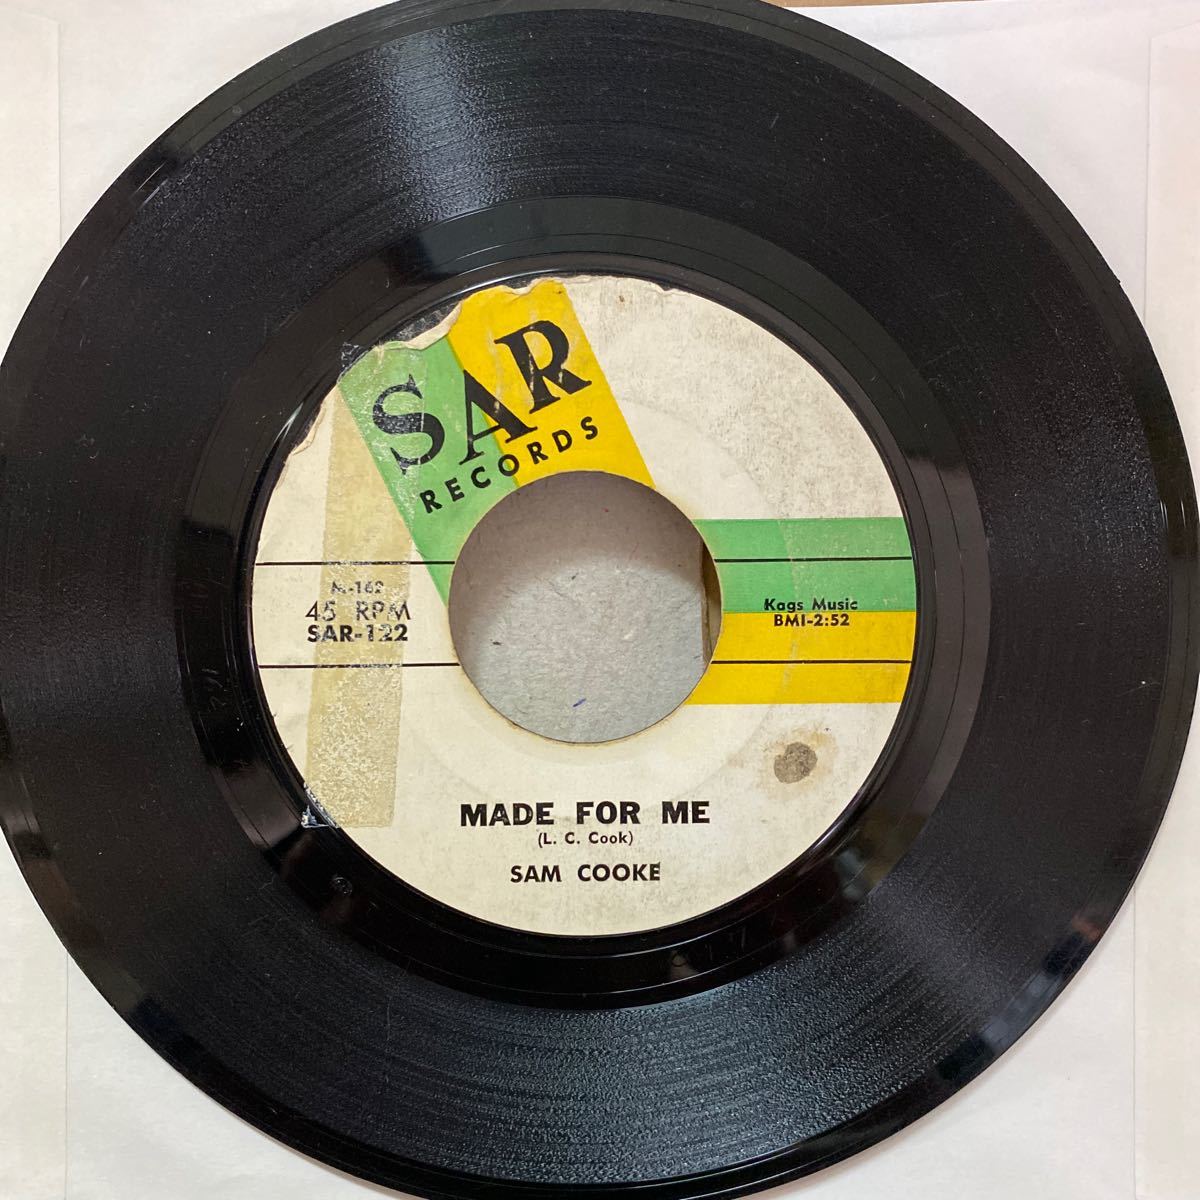 SAR
RECORDS
45 RPM
SAR-122
Kags Music
BMI-2:52
MADE FOR ME
(L. C. Cook)
SAM COOKE